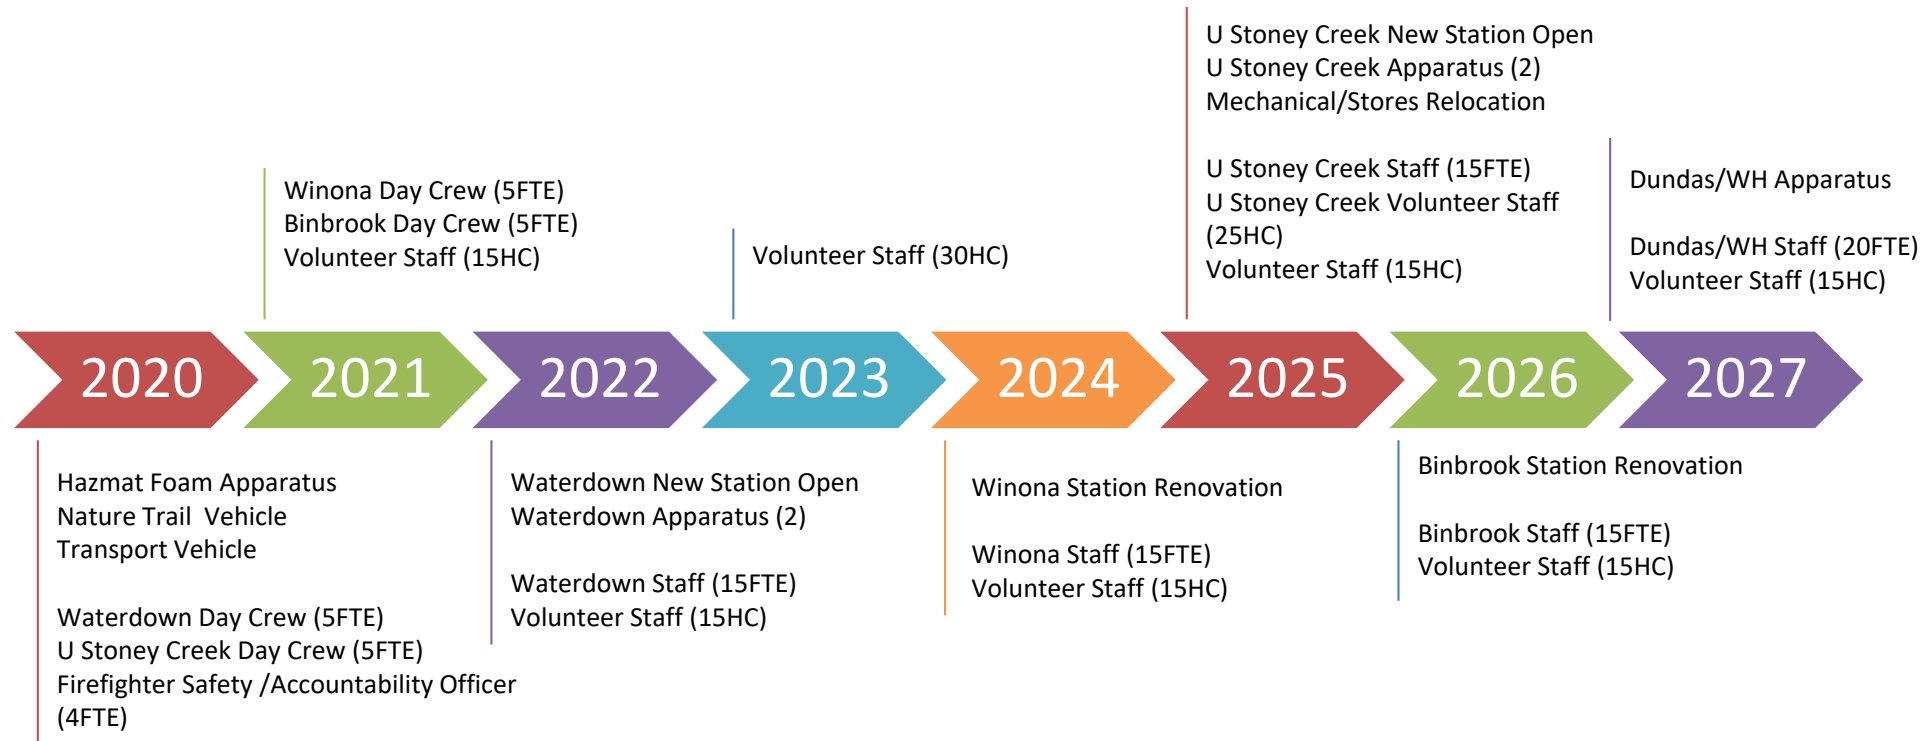 U Stoney Creek New Station Open
U Stoney Creek Apparatus (2)
Mechanical/Stores Relocation
U Stoney Creek Staff (15FTE)
U Stoney Creek Volunteer Staff
(25HC)
Volunteer Staff (15HC)
Winona Day Crew (5FTE)
Binbrook Day Crew (5FTE)
Volunteer Staff (15HC)
Volunteer Staff (30HC)
Dundas/WH Apparatus
Dundas/WH Staff (20FTE)
Volunteer Staff (15HC)
2020
2021
2022
2023
2024
2025
2026
2027
Hazmat Foam Apparatus
Nature Trail  Vehicle
Transport Vehicle
Waterdown Day Crew (5FTE)
U Stoney Creek Day Crew (5FTE)
Firefighter Safety /Accountability Officer
(4FTE)
Waterdown New Station Open
Waterdown Apparatus (2)
Waterdown Staff (15FTE)
Volunteer Staff (15HC)
Winona Station Renovation
Winona Staff (15FTE)
Volunteer Staff (15HC)
Binbrook Station Renovation
Binbrook Staff (15FTE)
Volunteer Staff (15HC)